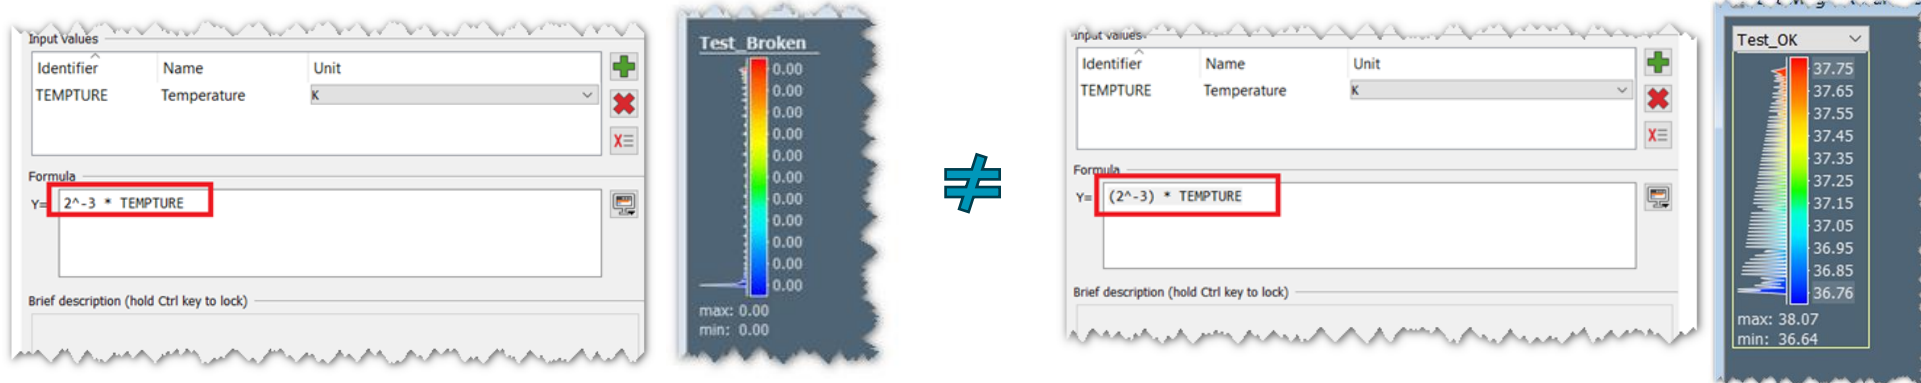 Input values
Identifier Name Unit
TEMPTURE Temperature K
Formula
Y= 2^-3 * TEMPTURE
Brief description (hold Ctrl key to lock)
Test_Broken
0.00
0.00
0.00
0.00
0.00
0.00
0.00
0.00
0.00
0.00
0.00
max: 0.00
min: 0.00
≠
Input values
Identifier Name Unit
TEMPTURE Temperature K
Formula
Y= (2^-3) * TEMPTURE
Brief description (hold Ctrl key to lock)
Test_OK
37.75
37.65
37.55
37.45
37.35
37.25
37.15
37.05
36.95
36.85
36.76
max: 38.07
min: 36.64